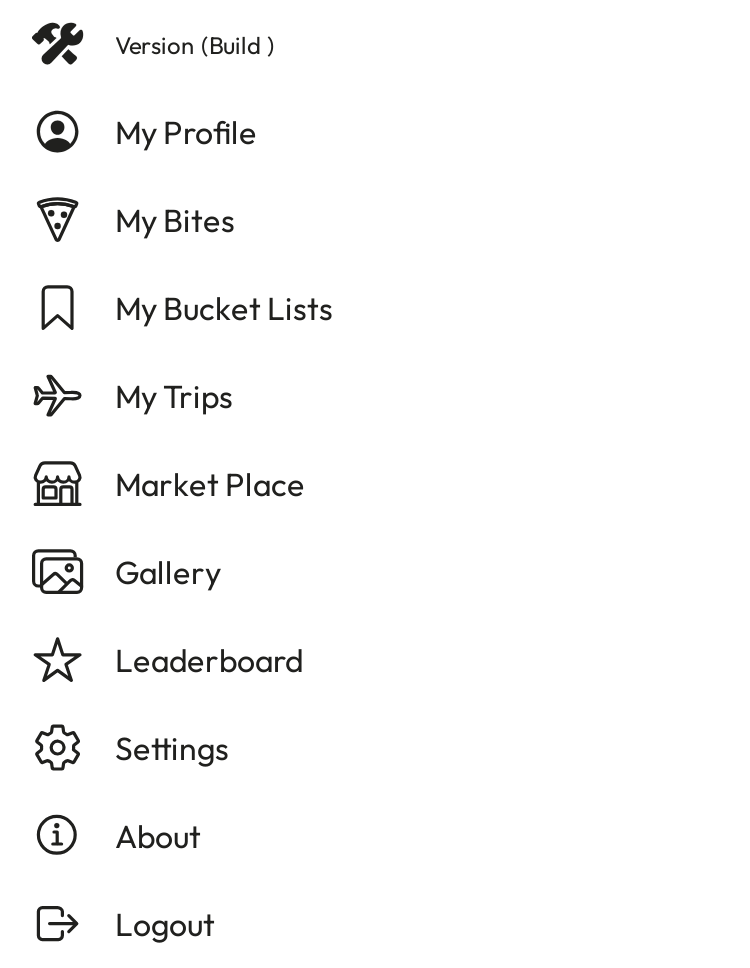 Version (Build )
My Profile
My Bites
My Bucket Lists
My Trips
Market Place
Gallery
Leaderboard
Settings
About
Logout